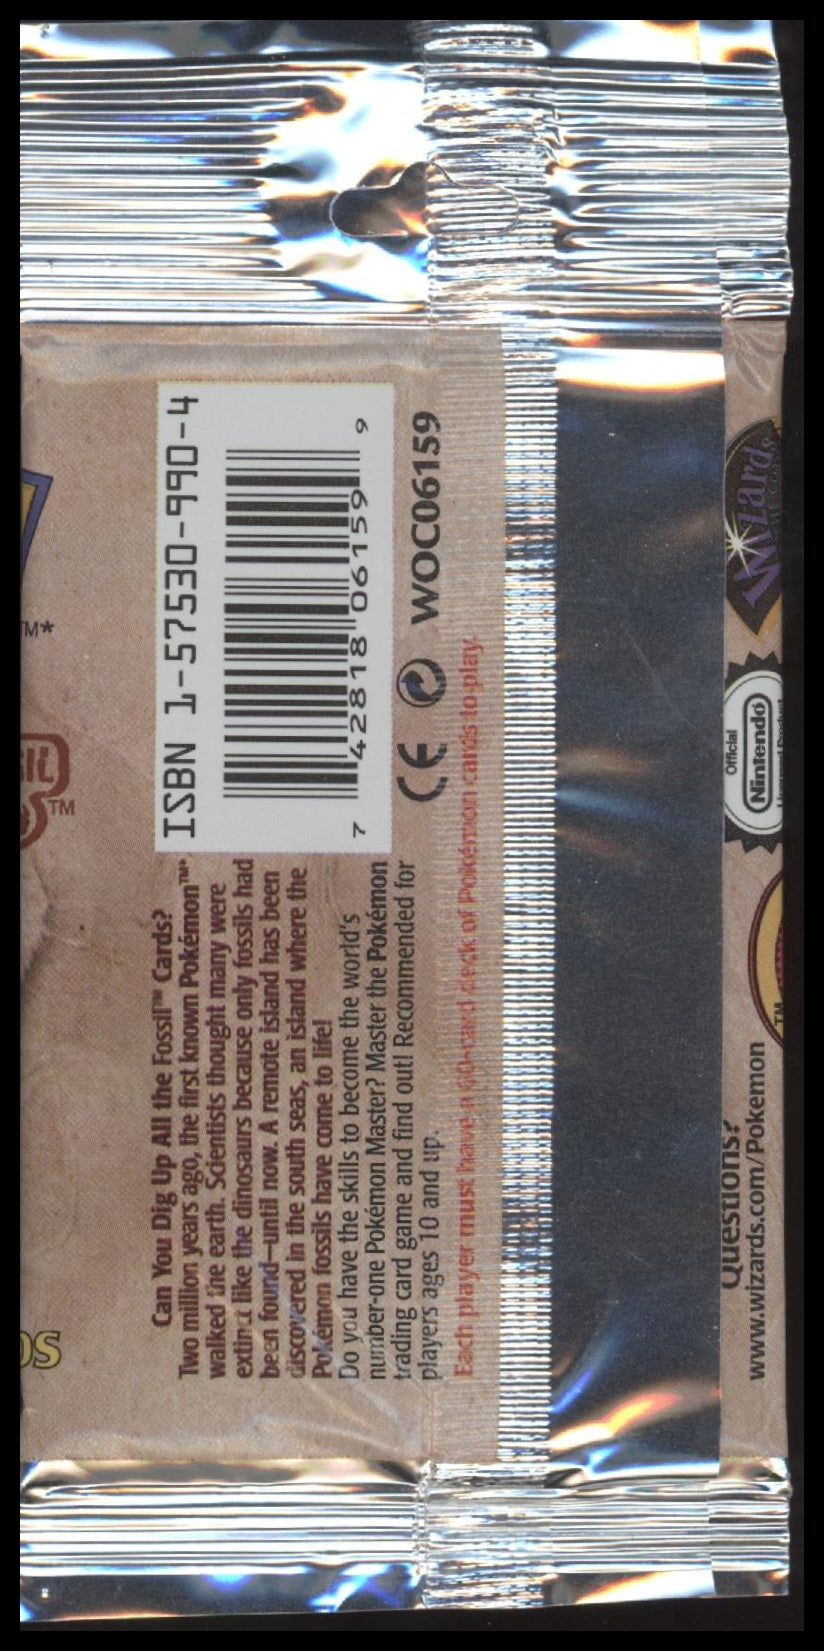 ISBN 1-57530-990-4
7 42818 06159 9
CE WOC06159
Can You Dig Up All the Fossil™ Cards?
Two million years ago, the first known Pokémon™*
walked the earth. Scientists thought many were
extinct like the dinosaurs because only fossils had
been found—until now. A remote island has been
discovered in the south seas, an island where the
Pokémon fossils have come to life!
Do you have the skills to become the world's
number-one Pokémon Master? Master the Pokémon
trading card game and find out! Recommended for
players ages 10 and up.
Each player must have a 60-card deck of Pokémon cards to play.
Wizards
Official
Nintendo
TM
Questions?
www.wizards.com/Pokemon
TM*
TM